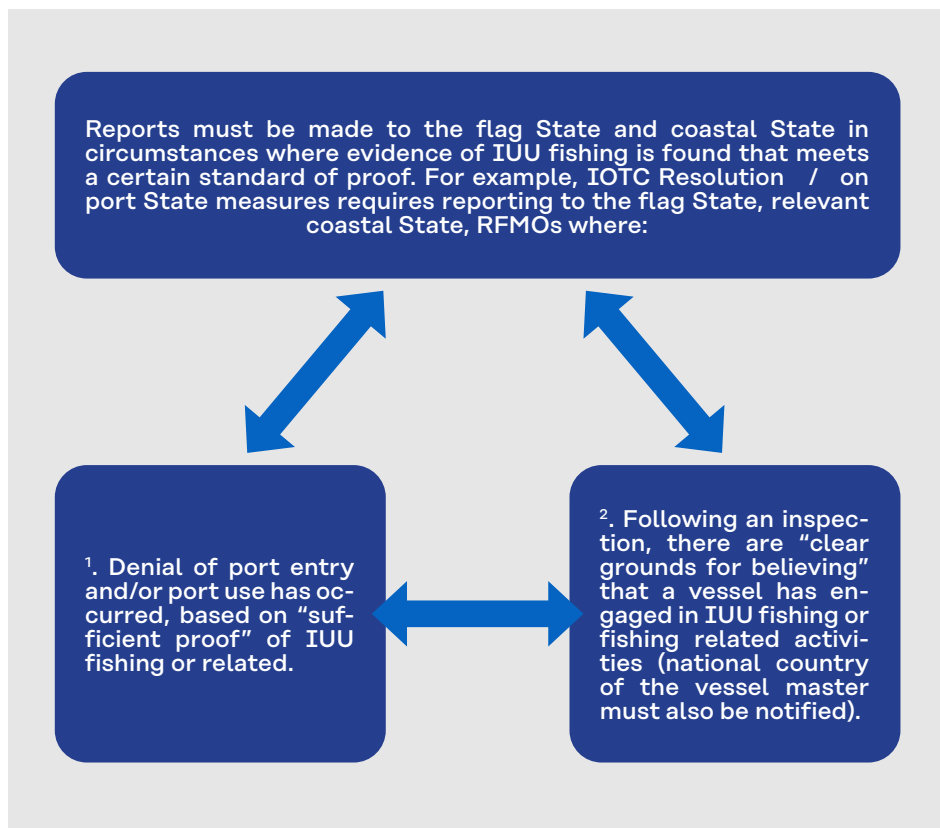 Reports must be made to the flag State and coastal State in
circumstances where evidence of IUU fishing is found that meets
a certain standard of proof. For example, IOTC Resolution / on
port State measures requires reporting to the flag State, relevant
coastal State, RFMOs where:
¹. Denial of port entry
and/or port use has oc-
curred, based on “suf-
ficient proof” of IUU
fishing or related.
². Following an inspec-
tion, there are “clear
grounds for believing”
that a vessel has en-
gaged in IUU fishing or
fishing related activi-
ties (national country
of the vessel master
must also be notified).